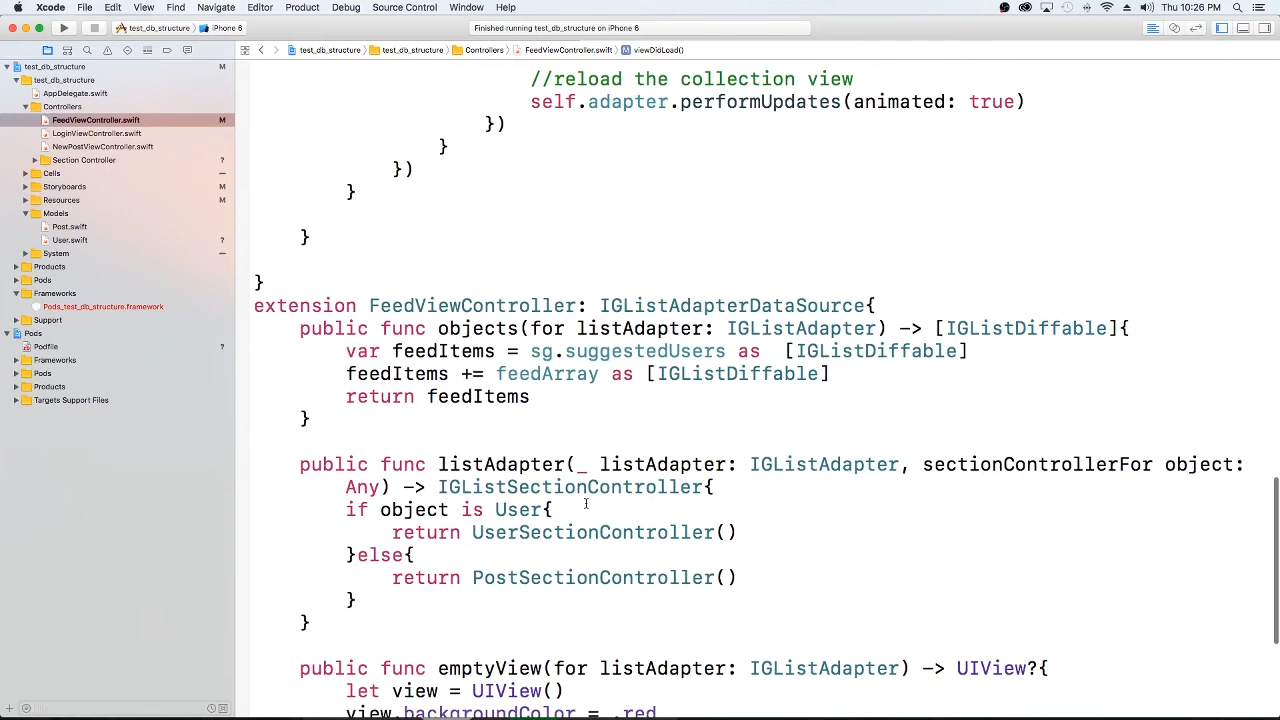 Xcode File Edit View Find Navigate Editor Product Debug Source Control Window Help Thu 10:26 PM
test_db_structure iPhone 6 Finished running test_db_structure on iPhone 6
test_db_structure test_db_structure Controllers FeedViewController.swift M viewDidLoad()
test_db_structure M
test_db_structure
AppDelegate.swift
Controllers
FeedViewController.swift M
LoginViewController.swift
NewPostViewController.swift
Section Controller ?
Cells
Storyboards M
Resources M
Models
Post.swift
User.swift ?
System
Products
Pods
Frameworks
Pods_test_db_structure.framework
Support
Pods
Podfile ?
Frameworks
Pods
Products
Targets Support Files
//reload the collection view
self.adapter.performUpdates(animated: true)
})
}
})
}
}
}
extension FeedViewController: IGListAdapterDataSource{
public func objects(for listAdapter: IGListAdapter) -> [IGListDiffable]{
var feedItems = sg.suggestedUsers as [IGListDiffable]
feedItems += feedArray as [IGListDiffable]
return feedItems
}
public func listAdapter(_ listAdapter: IGListAdapter, sectionControllerFor object:
Any) -> IGListSectionController{
if object is User{
return UserSectionController()
}else{
return PostSectionController()
}
}
public func emptyView(for listAdapter: IGListAdapter) -> UIView?{
let view = UIView()
view.backgroundColor = .red